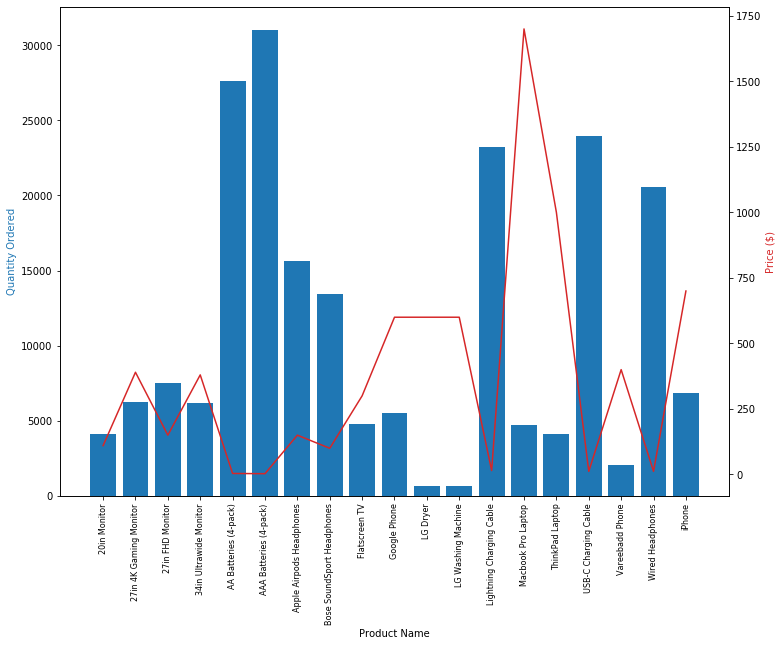 30000
25000
20000
15000
10000
5000
0
Quantity Ordered
1750
1500
1250
1000
750
500
250
0
Price ($)
20in Monitor
27in 4K Gaming Monitor
27in FHD Monitor
34in Ultrawide Monitor
AA Batteries (4-pack)
AAA Batteries (4-pack)
Apple Airpods Headphones
Bose SoundSport Headphones
Flatscreen TV
Google Phone
LG Dryer
LG Washing Machine
Lightning Charging Cable
Macbook Pro Laptop
ThinkPad Laptop
USB-C Charging Cable
Vareebadd Phone
Wired Headphones
iPhone
Product Name